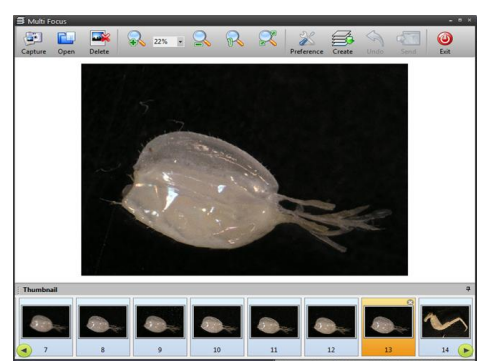 Multi Focus
22%
Capture Open Delete Preference Create Undo Send Exit
Thumbnail
7 8 9 10 11 12 13 14